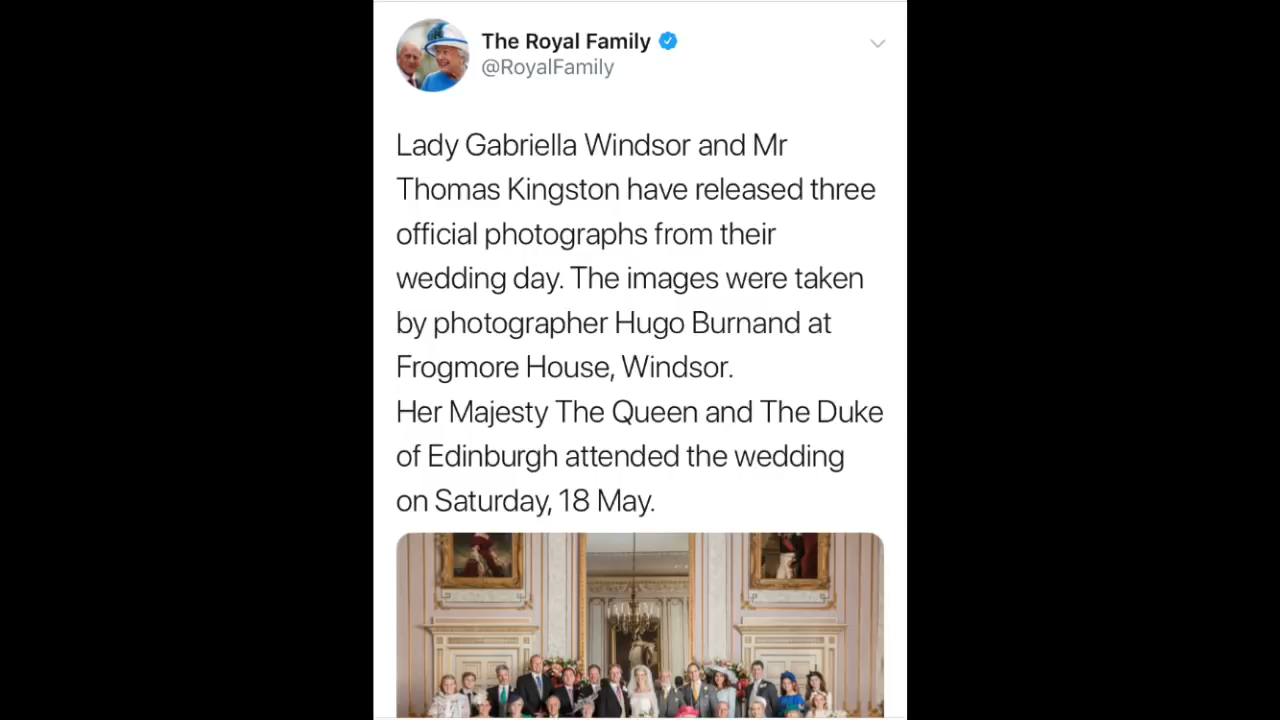 The Royal Family
@RoyalFamily
Lady Gabriella Windsor and Mr
Thomas Kingston have released three
official photographs from their
wedding day. The images were taken
by photographer Hugo Burnand at
Frogmore House, Windsor.
Her Majesty The Queen and The Duke
of Edinburgh attended the wedding
on Saturday, 18 May.